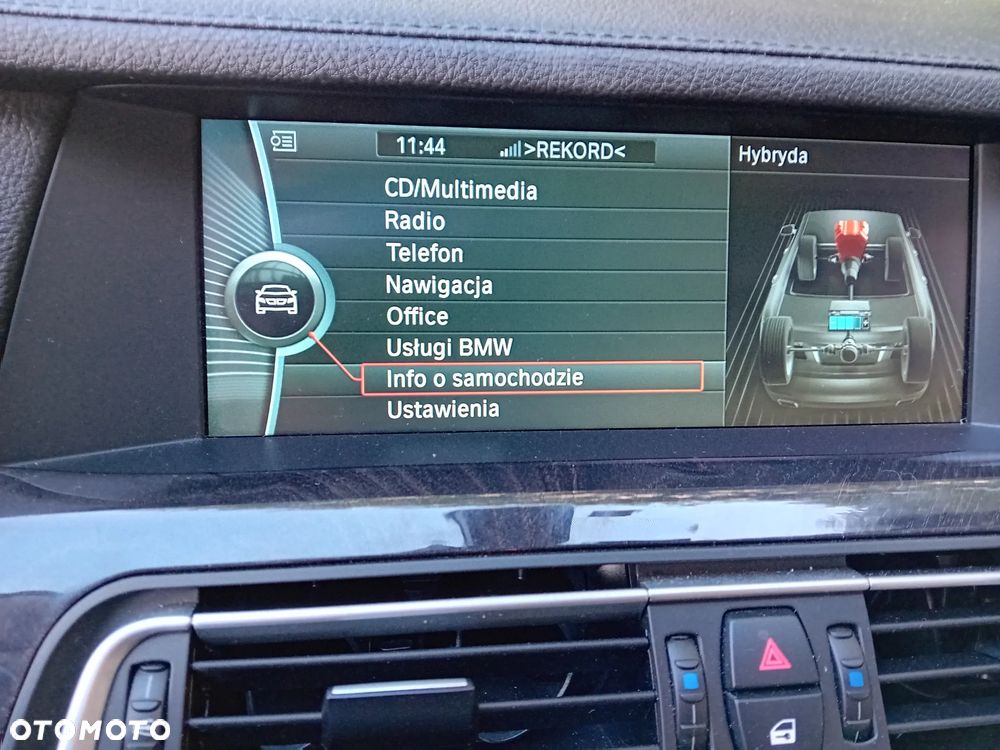 11:44 >REKORD<
Hybryda
CD/Multimedia
Radio
Telefon
Nawigacja
Office
Usługi BMW
Info o samochodzie
Ustawienia
OTOMOTO